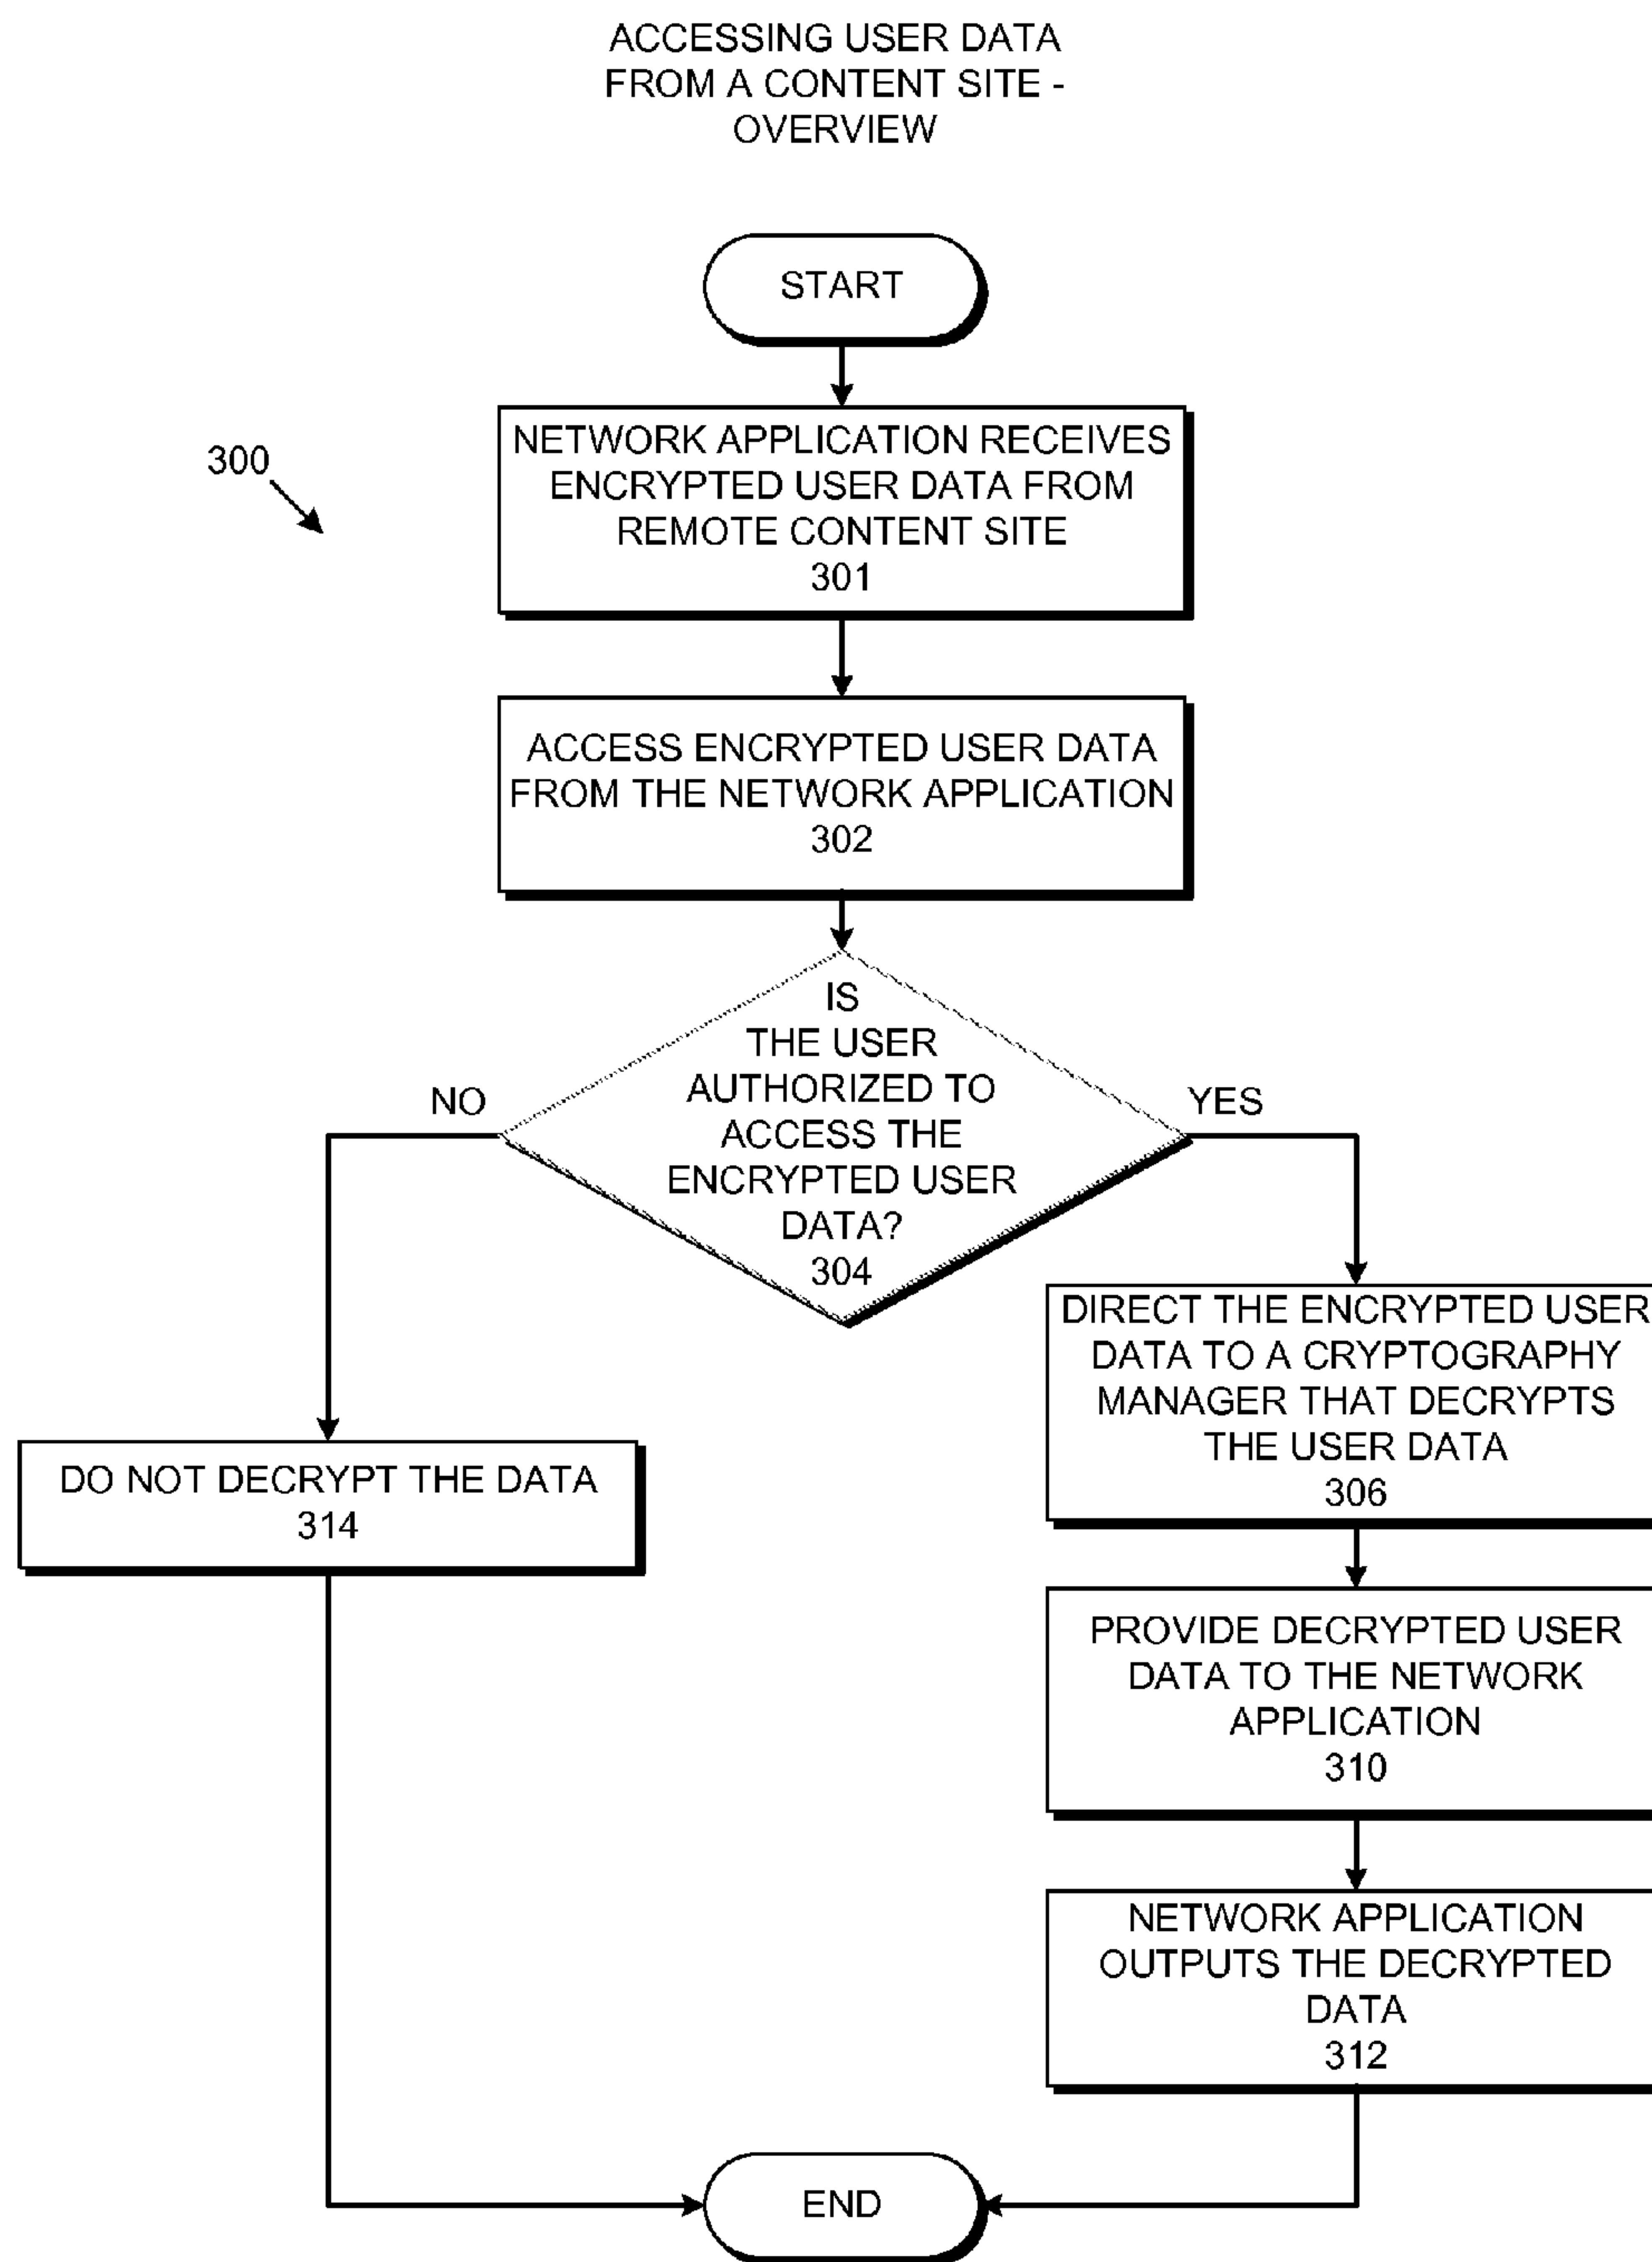 ACCESSING USER DATA
FROM A CONTENT SITE -
OVERVIEW
START
300
NETWORK APPLICATION RECEIVES
ENCRYPTED USER DATA FROM
REMOTE CONTENT SITE
301
ACCESS ENCRYPTED USER DATA
FROM THE NETWORK APPLICATION
302
IS
THE USER
AUTHORIZED TO
ACCESS THE
ENCRYPTED USER
DATA?
304
NO
YES
DIRECT THE ENCRYPTED USER
DATA TO A CRYPTOGRAPHY
MANAGER THAT DECRYPTS
THE USER DATA
306
DO NOT DECRYPT THE DATA
314
PROVIDE DECRYPTED USER
DATA TO THE NETWORK
APPLICATION
310
NETWORK APPLICATION
OUTPUTS THE DECRYPTED
DATA
312
END